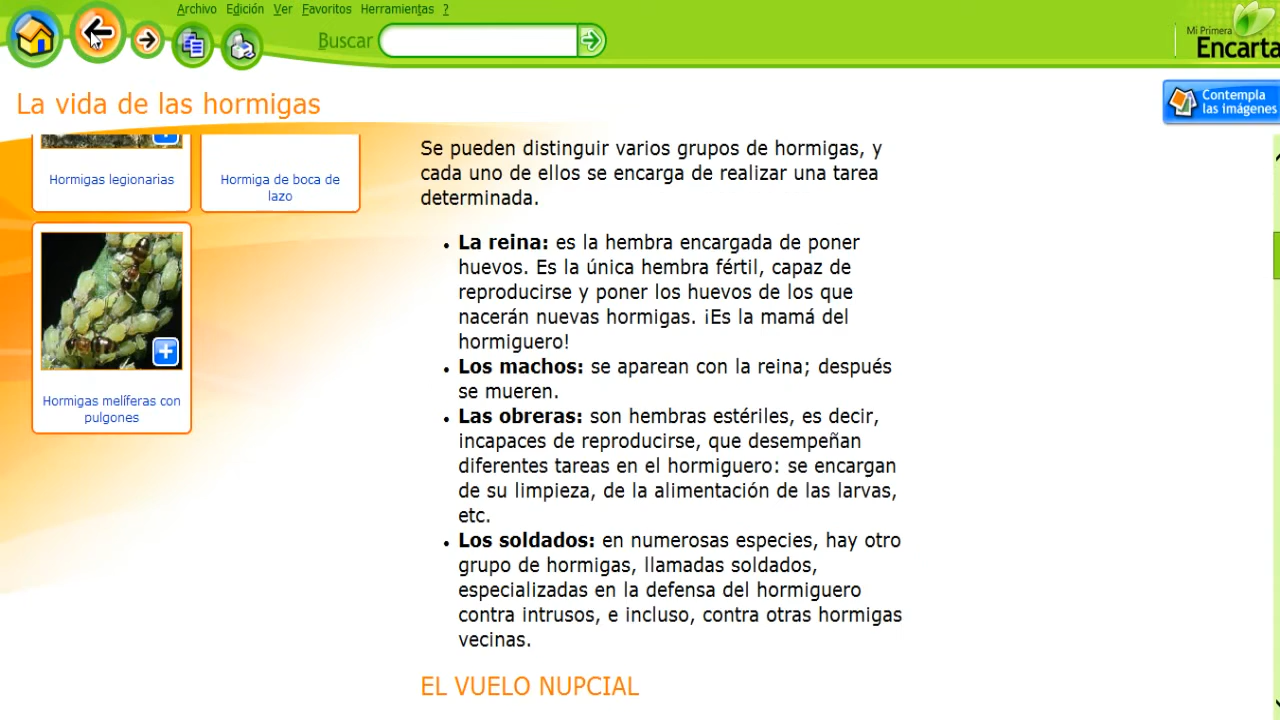 Archivo Edición Ver Favoritos Herramientas ?
Buscar
Mi Primera
Encarta
La vida de las hormigas
Contempla
las imágenes
Hormigas legionarias
Hormiga de boca de
lazo
Hormigas melíferas con
pulgones
Se pueden distinguir varios grupos de hormigas, y
cada uno de ellos se encarga de realizar una tarea
determinada.
• La reina: es la hembra encargada de poner
huevos. Es la única hembra fértil, capaz de
reproducirse y poner los huevos de los que
nacerán nuevas hormigas. ¡Es la mamá del
hormiguero!
• Los machos: se aparean con la reina; después
se mueren.
• Las obreras: son hembras estériles, es decir,
incapaces de reproducirse, que desempeñan
diferentes tareas en el hormiguero: se encargan
de su limpieza, de la alimentación de las larvas,
etc.
• Los soldados: en numerosas especies, hay otro
grupo de hormigas, llamadas soldados,
especializadas en la defensa del hormiguero
contra intrusos, e incluso, contra otras hormigas
vecinas.
EL VUELO NUPCIAL